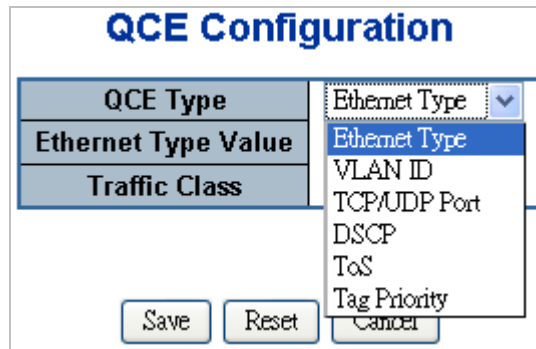 QCE Configuration
QCE Type Ethernet Type
Ethernet Type Value Ethernet Type
VLAN ID
Traffic Class TCP/UDP Port
DSCP
ToS
Tag Priority
Save Reset Cancel